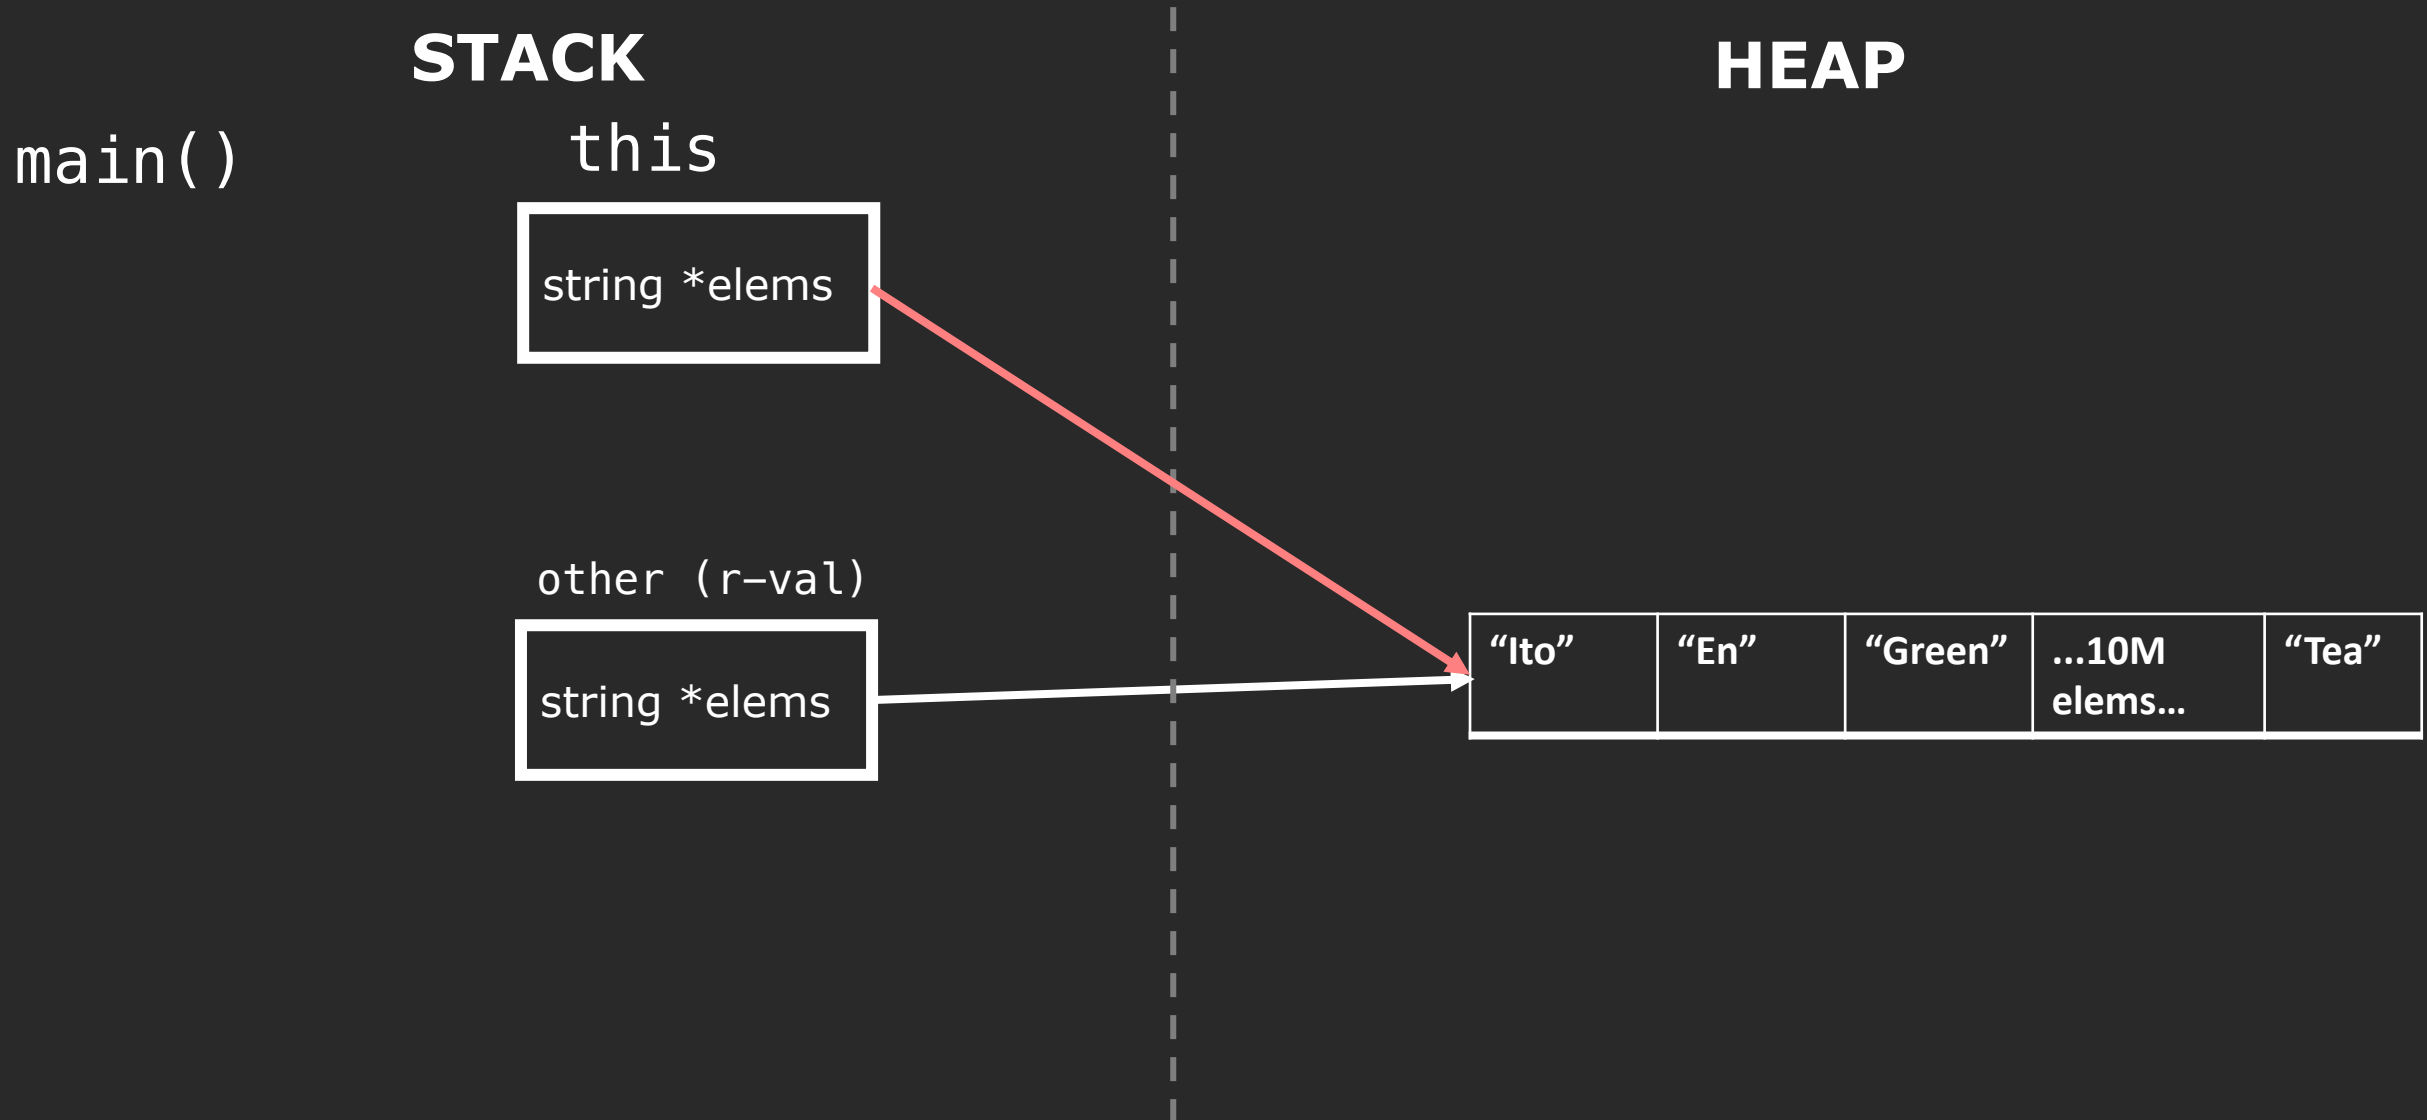 STACK
HEAP
main()
this
string *elems
other (r–val)
string *elems
“Ito”
“En”
“Green”
...10M
elems...
“Tea”